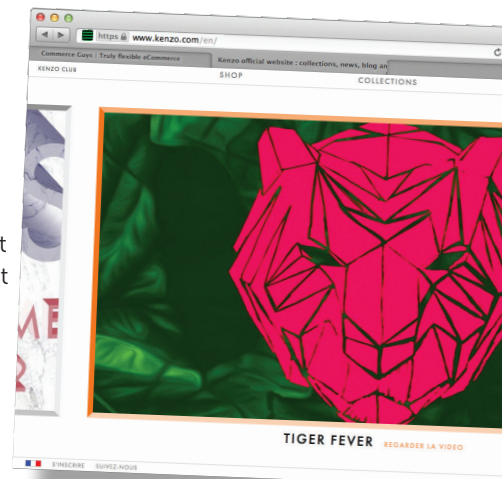 https www.kenzo.com/en/
Commerce Guys | Truly flexible eCommerce
Kenzo official website : collections, news, blog an
KENZO CLUB
SHOP
COLLECTIONS
t
t
ME
R
TIGER FEVER REGARDER LA VIDEO
S'INSCRIRE SUIVEZ-NOUS